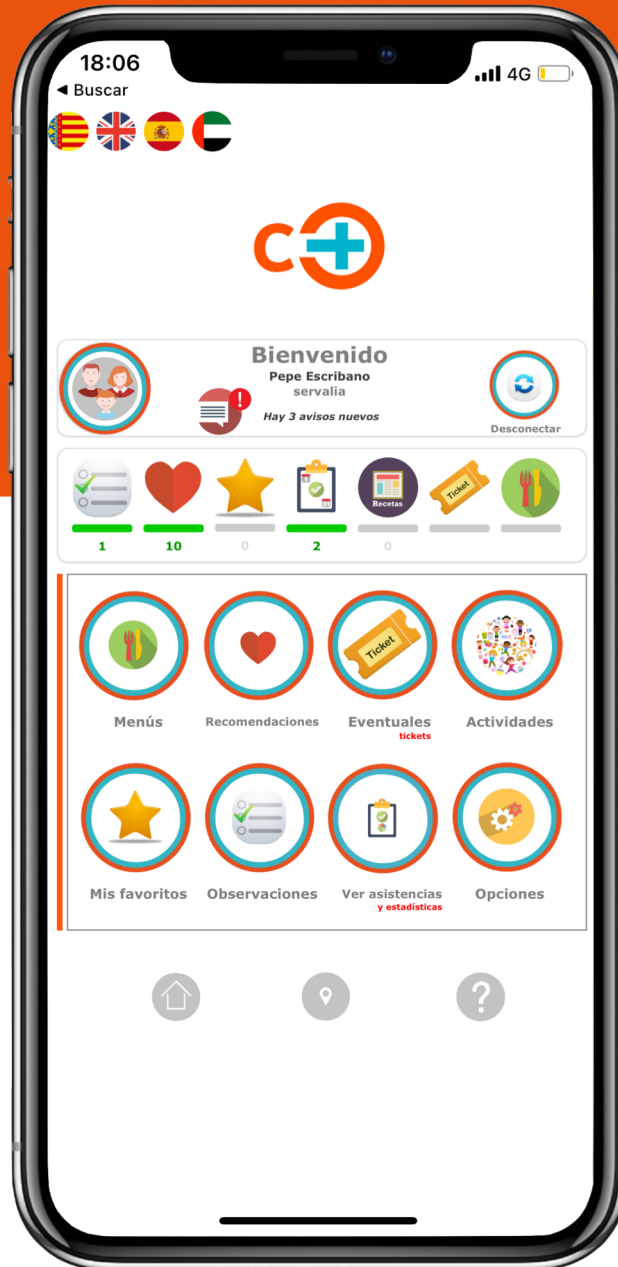 18:06
4G
◀ Buscar
c
Bienvenido
Pepe Escribano
servalia
Hay 3 avisos nuevos
!
Desconectar
Recetas
Ticket
1
10
0
2
0
Ticket
Menús
Recomendaciones
Eventuales
tickets
Actividades
Mis favoritos
Observaciones
Ver asistencias
y estadísticas
Opciones
?